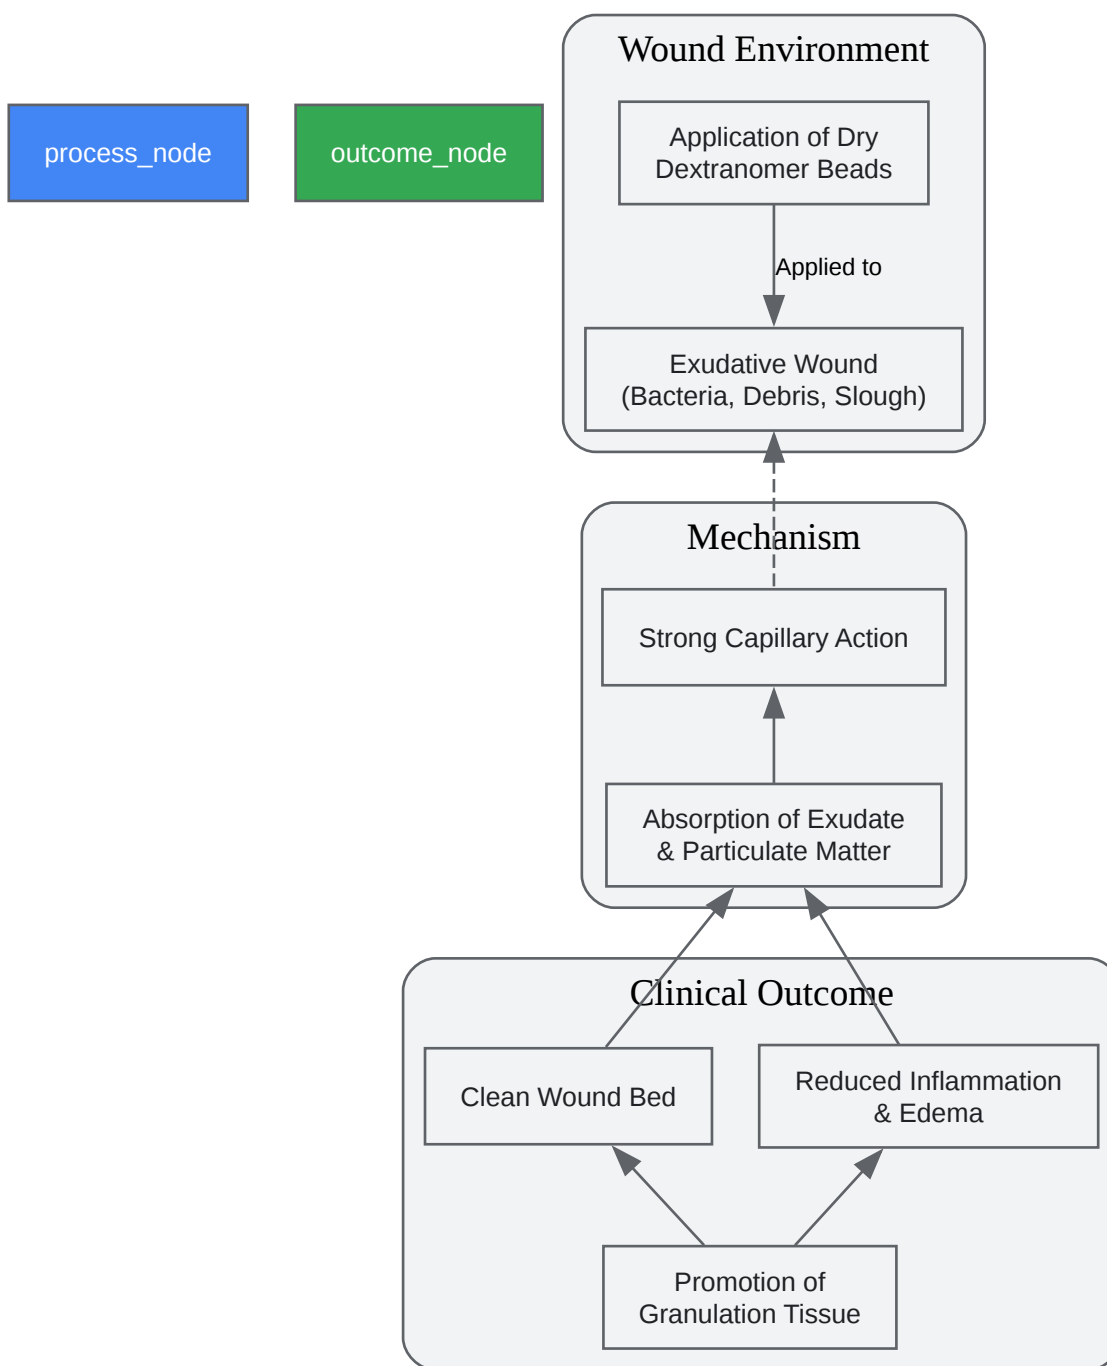 Wound Environment
process_node
outcome_node
Application of Dry
Dextranomer Beads
Applied to
Exudative Wound
(Bacteria, Debris, Slough)
Mechanism
Strong Capillary Action
Absorption of Exudate
& Particulate Matter
Clinical Outcome
Clean Wound Bed
Reduced Inflammation
& Edema
Promotion of
Granulation Tissue